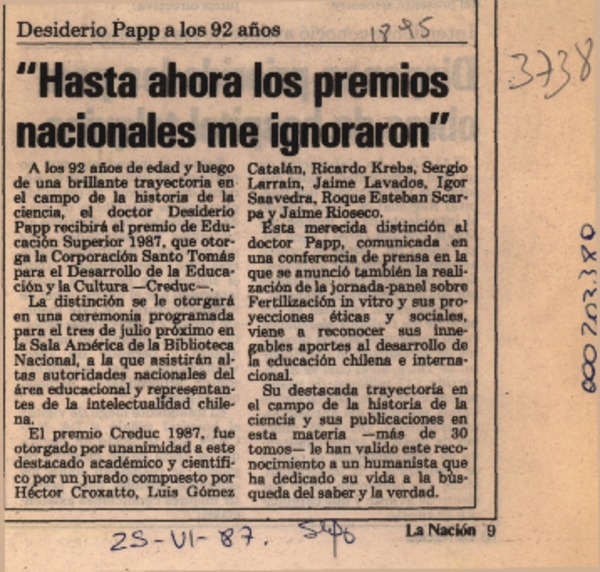 Desiderio Papp a los 92 años
1895
3738
“Hasta ahora los premios
nacionales me ignoraron”
A los 92 años de edad y luego
de una brillante trayectoria en
el campo de la historia de la
ciencia, el doctor Desiderio
Papp recibirá el premio de Edu-
cación Superior 1987, que otor-
ga la Corporación Santo Tomás
para el Desarrollo de la Educa-
ción y la Cultura —Creduc—.
La distinción se le otorgará
en una ceremonia programada
para el tres de julio próximo en
la Sala América de la Biblioteca
Nacional, a la que asistirán al-
tas autoridades nacionales del
área educacional y representan-
tes de la intelectualidad chile-
na.
El premio Creduc 1987, fue
otorgado por unanimidad a este
destacado académico y científi-
co por un jurado compuesto por
Héctor Croxatto, Luis Gómez
Catalán, Ricardo Krebs, Sergio
Larrain, Jaime Lavados, Igor
Saavedra, Roque Esteban Scar-
pa y Jaime Rioseco.
Esta merecida distinción al
doctor Papp, comunicada en
una conferencia de prensa en la
que se anunció también la reali-
zación de la jornada-panel sobre
Fertilización in vitro y sus pro-
yecciones éticas y sociales,
viene a reconocer sus inne-
gables aportes al desarrollo de
la educación chilena e interna-
cional.
Su destacada trayectoria en
el campo de la historia de la
ciencia y sus publicaciones en
esta materia —más de 30
tomos— le han valido este reco-
nocimiento a un humanista que
ha dedicado su vida a la bús-
queda del saber y la verdad.
000203.380
La Nación 9
25-VI-87.